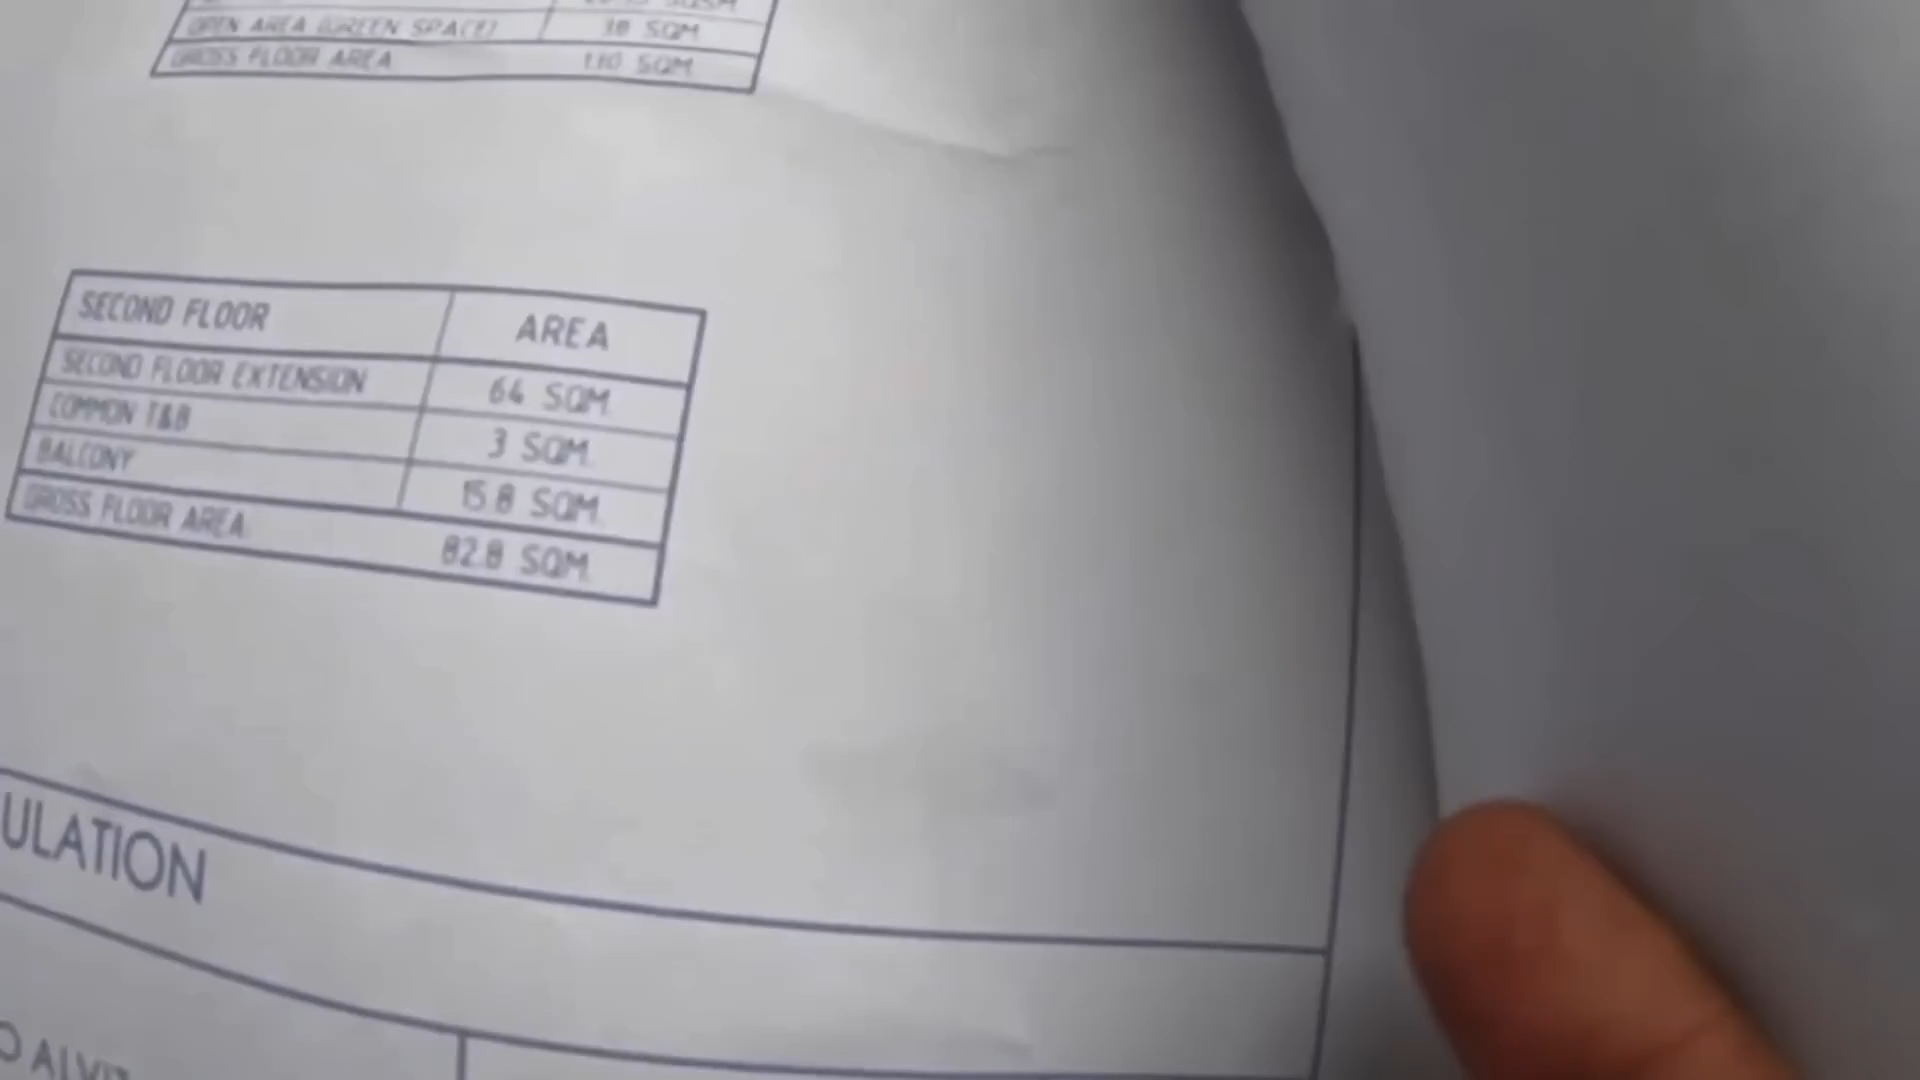 OPEN AREA (GREEN SPACE) 38 SQM.
GROSS FLOOR AREA 110 SQM.
SECOND FLOOR AREA
SECOND FLOOR EXTENSION 64 SQM.
COMMON T&B 3 SQM.
BALCONY 15.8 SQM.
GROSS FLOOR AREA 82.8 SQM.
ULATION